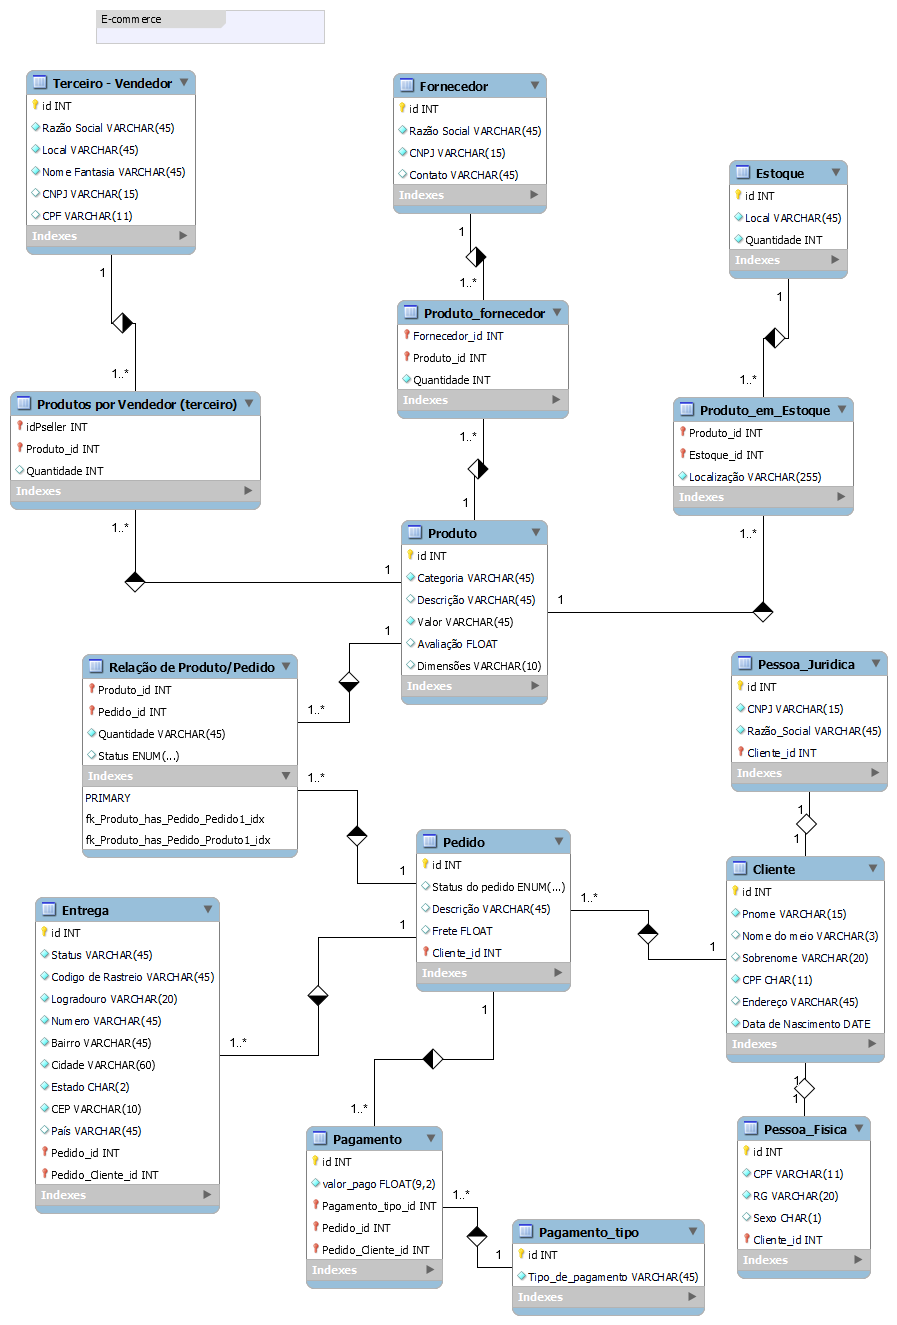 E-commerce
Terceiro - Vendedor
id INT
Razão Social VARCHAR(45)
Local VARCHAR(45)
Nome Fantasia VARCHAR(45)
CNPJ VARCHAR(15)
CPF VARCHAR(11)
Indexes
1
1..*
Fornecedor
id INT
Razão Social VARCHAR(45)
CNPJ VARCHAR(15)
Contato VARCHAR(45)
Indexes
1
1..*
Estoque
id INT
Local VARCHAR(45)
Quantidade INT
Indexes
1
1..*
Produtos por Vendedor (terceiro)
idPseller INT
Produto_id INT
Quantidade INT
Indexes
1..*
1
Produto_fornecedor
Fornecedor_id INT
Produto_id INT
Quantidade INT
Indexes
1..*
1
Produto_em_Estoque
Produto_id INT
Estoque_id INT
Localização VARCHAR(255)
Indexes
1..*
1
Produto
id INT
Categoria VARCHAR(45)
Descrição VARCHAR(45)
Valor VARCHAR(45)
Avaliação FLOAT
Dimensões VARCHAR(10)
Indexes
1
1..*
Relação de Produto/Pedido
Produto_id INT
Pedido_id INT
Quantidade VARCHAR(45)
Status ENUM(...)
Indexes
PRIMARY
fk_Produto_has_Pedido_Pedido1_idx
fk_Produto_has_Pedido_Produto1_idx
1..*
1
Pessoa_Juridica
id INT
CNPJ VARCHAR(15)
Razão_Social VARCHAR(45)
Cliente_id INT
Indexes
1
1
Pedido
id INT
Status do pedido ENUM(...)
Descrição VARCHAR(45)
Frete FLOAT
Cliente_id INT
Indexes
1..*
1
Cliente
id INT
Pnome VARCHAR(15)
Nome do meio VARCHAR(3)
Sobrenome VARCHAR(20)
CPF CHAR(11)
Endereço VARCHAR(45)
Data de Nascimento DATE
Indexes
1
1
Entrega
id INT
Status VARCHAR(45)
Codigo de Rastreio VARCHAR(45)
Logradouro VARCHAR(20)
Numero VARCHAR(45)
Bairro VARCHAR(45)
Cidade VARCHAR(60)
Estado CHAR(2)
CEP VARCHAR(10)
País VARCHAR(45)
Pedido_id INT
Pedido_Cliente_id INT
Indexes
1
1..*
1
1..*
Pagamento
id INT
valor_pago FLOAT(9,2)
Pagamento_tipo_id INT
Pedido_id INT
Pedido_Cliente_id INT
Indexes
1..*
1
Pagamento_tipo
id INT
Tipo_de_pagamento VARCHAR(45)
Indexes
Pessoa_Fisica
id INT
CPF VARCHAR(11)
RG VARCHAR(20)
Sexo CHAR(1)
Cliente_id INT
Indexes